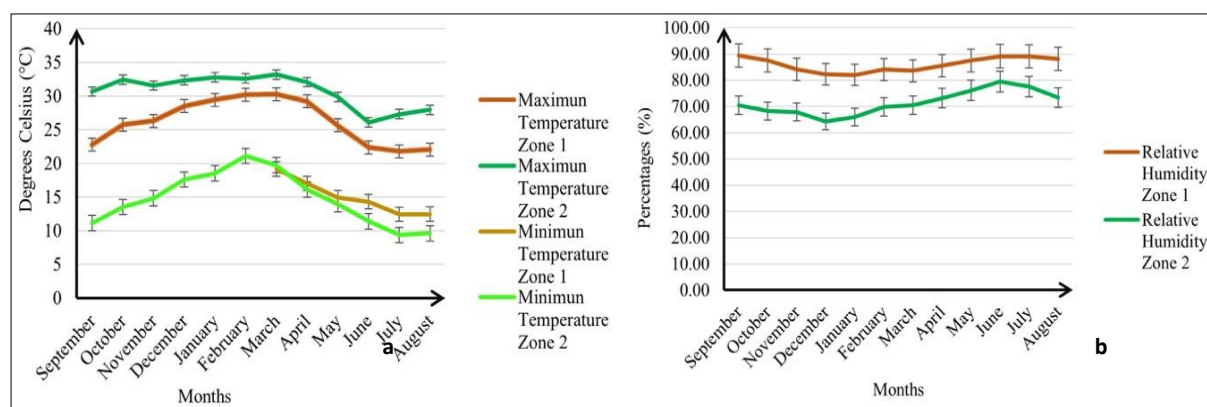 40
35
30
25
20
15
10
5
0
Degrees Celsius (°C)
September
October
November
December
January
February
March
April
May
June
July
August
Months
a
Maximun
Temperature
Zone 1
Maximun
Temperature
Zone 2
Minimun
Temperature
Zone 1
Minimun
Temperature
Zone 2
100.00
90.00
80.00
70.00
60.00
50.00
40.00
30.00
20.00
10.00
0.00
Percentages (%)
September
October
November
December
January
February
March
April
May
June
July
August
Months
b
Relative
Humidity
Zone 1
Relative
Humidity
Zone 2